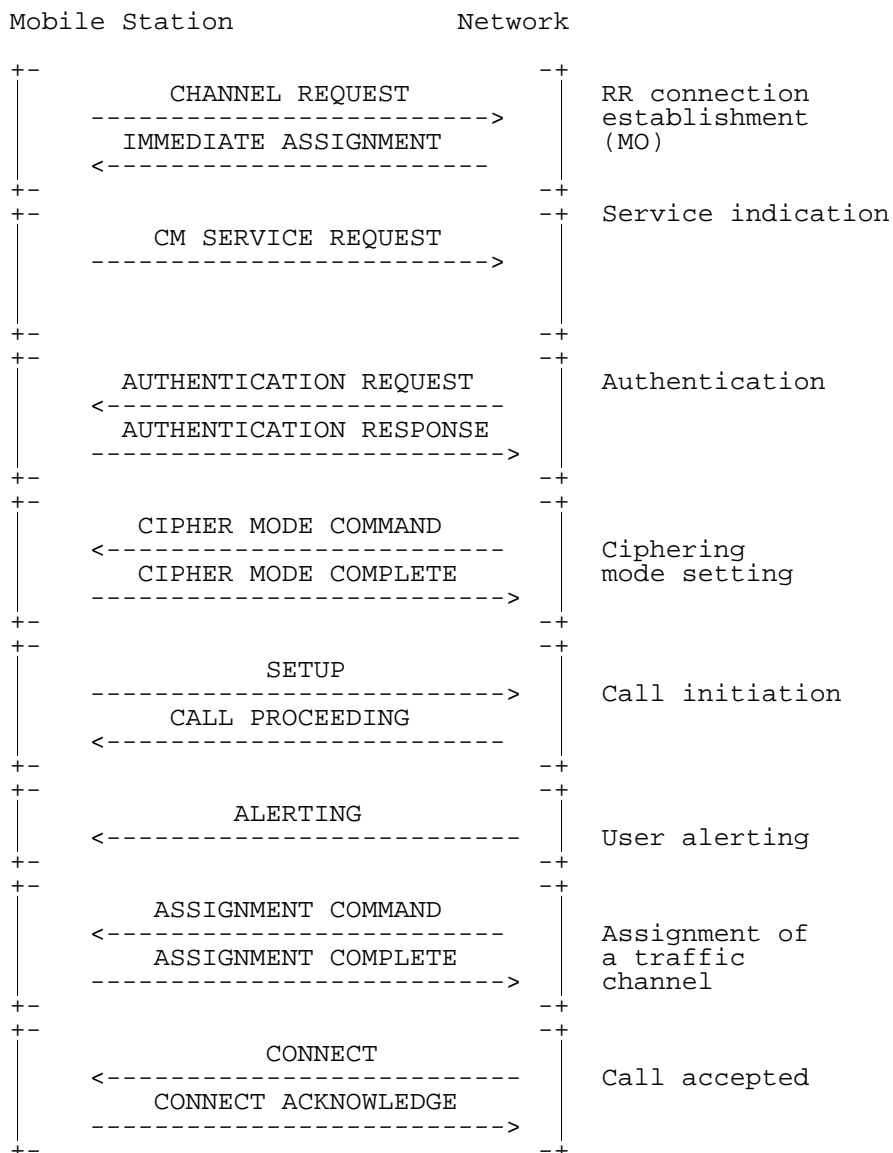 Mobile Station Network
CHANNEL REQUEST RR connection
establishment
IMMEDIATE ASSIGNMENT (MO)
Service indication
CM SERVICE REQUEST
AUTHENTICATION REQUEST Authentication
AUTHENTICATION RESPONSE
CIPHER MODE COMMAND
Ciphering
CIPHER MODE COMPLETE mode setting
SETUP
Call initiation
CALL PROCEEDING
ALERTING
User alerting
ASSIGNMENT COMMAND
Assignment of
ASSIGNMENT COMPLETE a traffic
channel
CONNECT
Call accepted
CONNECT ACKNOWLEDGE